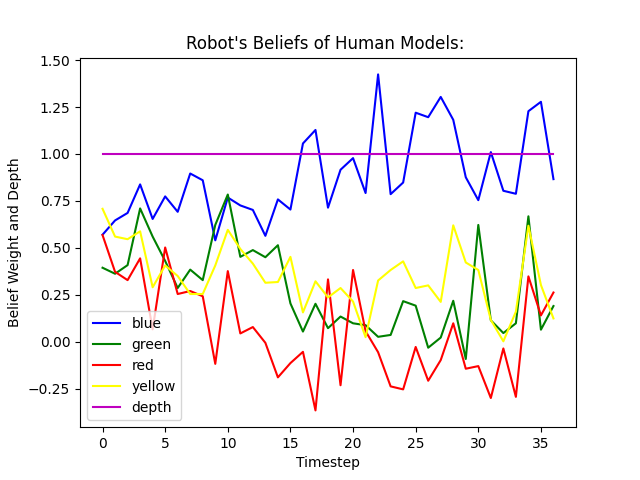 Robot's Beliefs of Human Models:
Belief Weight and Depth
1.50
1.25
1.00
0.75
0.50
0.25
0.00
−0.25
blue
green
red
yellow
depth
0 5 10 15 20 25 30 35
Timestep